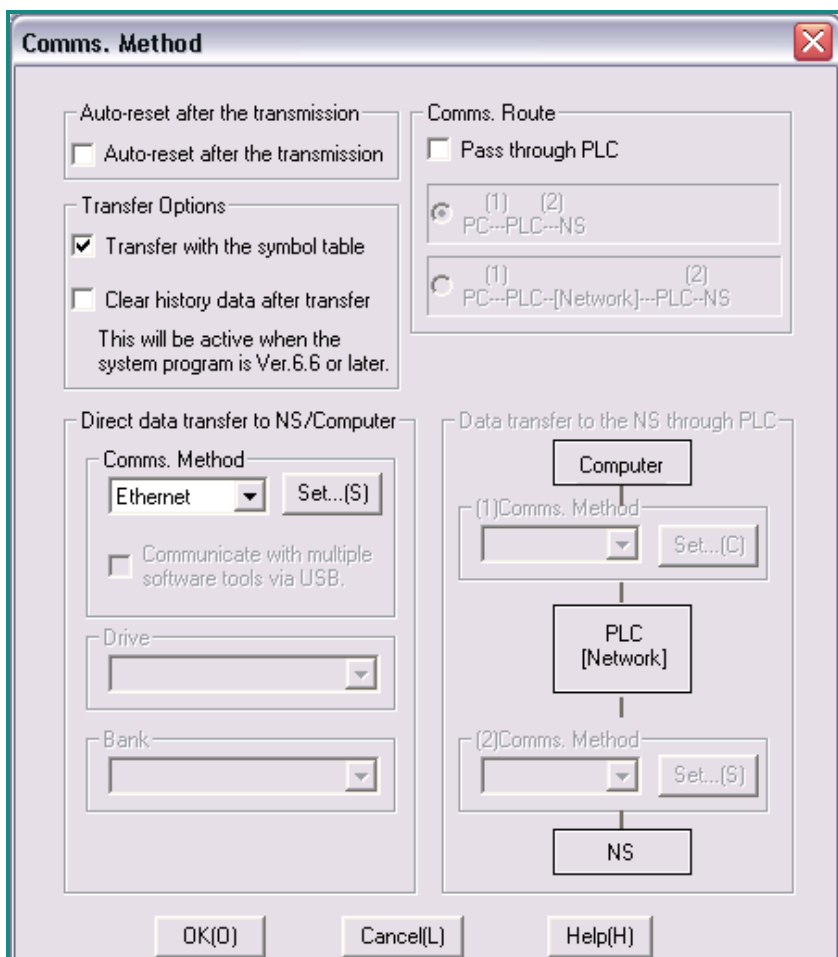 Comms. Method
Auto-reset after the transmission
Auto-reset after the transmission
Transfer Options
Transfer with the symbol table
Clear history data after transfer
This will be active when the
system program is Ver.6.6 or later.
Comms. Route
Pass through PLC
(1) (2)
PC---PLC---NS
(1) (2)
PC---PLC--[Network]---PLC--NS
Direct data transfer to NS/Computer
Comms. Method
Ethernet
Set...(S)
Communicate with multiple
software tools via USB.
Drive
Bank
Data transfer to the NS through PLC
Computer
(1)Comms. Method
Set...(C)
PLC
[Network]
(2)Comms. Method
Set...(S)
NS
OK(O)
Cancel(L)
Help(H)